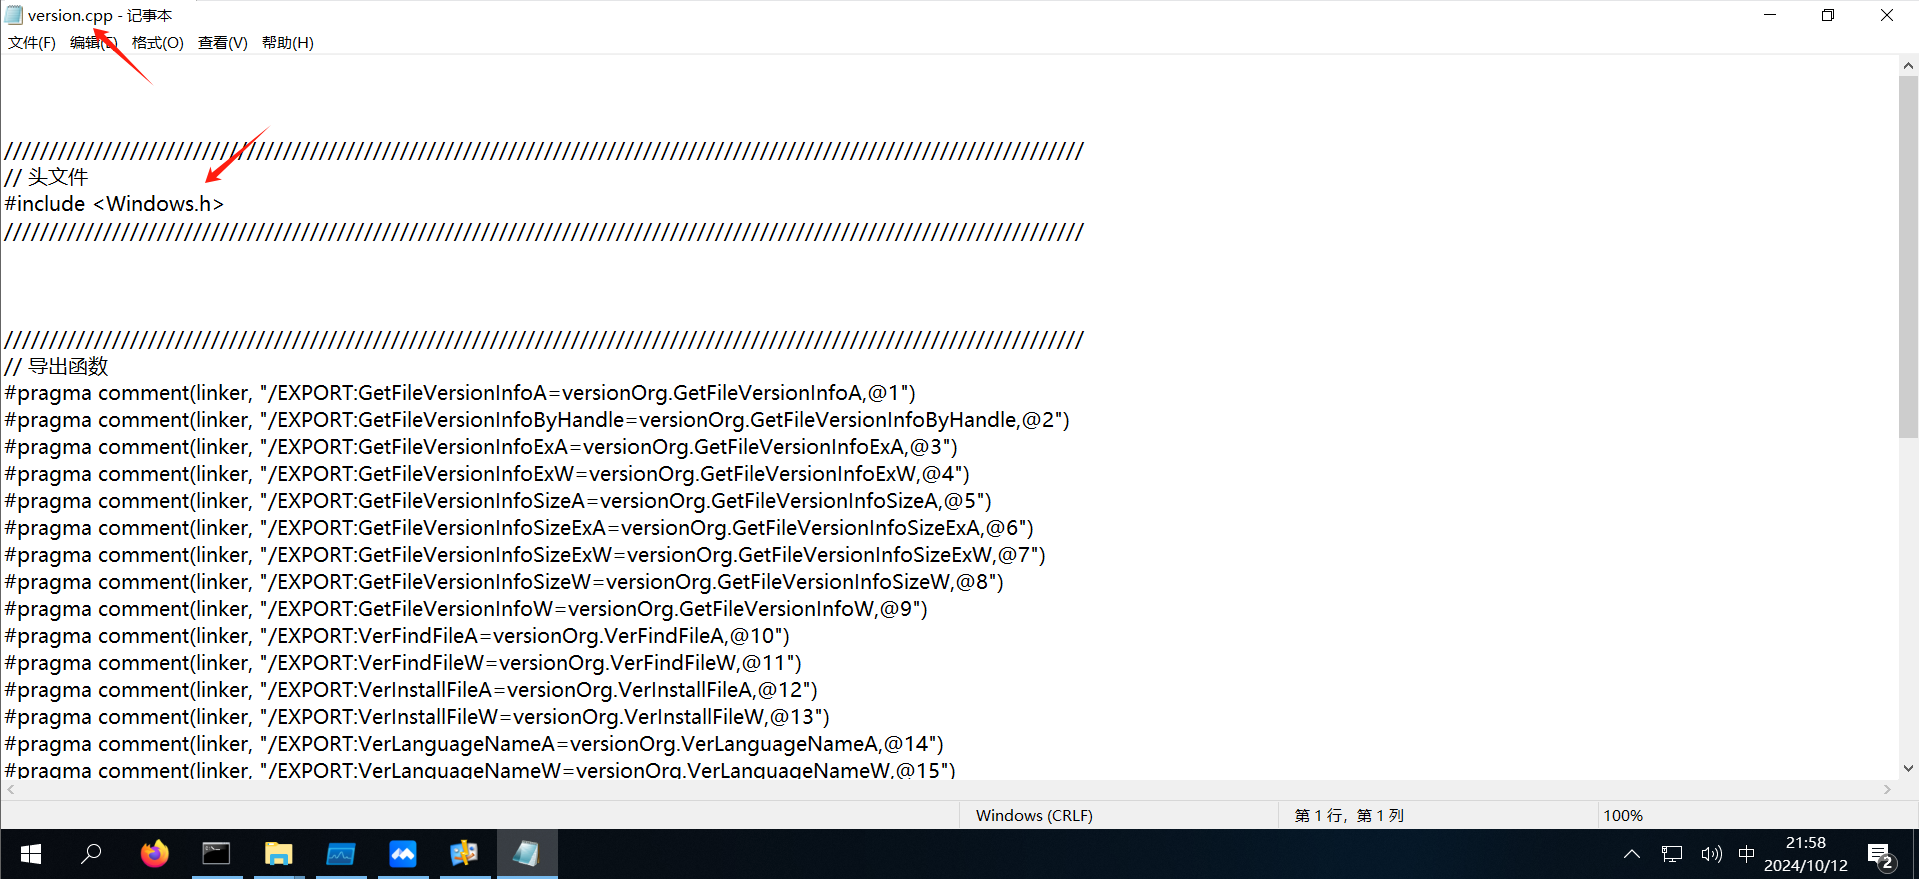 version.cpp - 记事本
文件(F) 编辑(E) 格式(O) 查看(V) 帮助(H)
////////////////////////////////////////////////////////////////////////////////////////////////////////////////////////
// 头文件
#include <Windows.h>
////////////////////////////////////////////////////////////////////////////////////////////////////////////////////////
////////////////////////////////////////////////////////////////////////////////////////////////////////////////////////
// 导出函数
#pragma comment(linker, "/EXPORT:GetFileVersionInfoA=versionOrg.GetFileVersionInfoA,@1")
#pragma comment(linker, "/EXPORT:GetFileVersionInfoByHandle=versionOrg.GetFileVersionInfoByHandle,@2")
#pragma comment(linker, "/EXPORT:GetFileVersionInfoExA=versionOrg.GetFileVersionInfoExA,@3")
#pragma comment(linker, "/EXPORT:GetFileVersionInfoExW=versionOrg.GetFileVersionInfoExW,@4")
#pragma comment(linker, "/EXPORT:GetFileVersionInfoSizeA=versionOrg.GetFileVersionInfoSizeA,@5")
#pragma comment(linker, "/EXPORT:GetFileVersionInfoSizeExA=versionOrg.GetFileVersionInfoSizeExA,@6")
#pragma comment(linker, "/EXPORT:GetFileVersionInfoSizeExW=versionOrg.GetFileVersionInfoSizeExW,@7")
#pragma comment(linker, "/EXPORT:GetFileVersionInfoSizeW=versionOrg.GetFileVersionInfoSizeW,@8")
#pragma comment(linker, "/EXPORT:GetFileVersionInfoW=versionOrg.GetFileVersionInfoW,@9")
#pragma comment(linker, "/EXPORT:VerFindFileA=versionOrg.VerFindFileA,@10")
#pragma comment(linker, "/EXPORT:VerFindFileW=versionOrg.VerFindFileW,@11")
#pragma comment(linker, "/EXPORT:VerInstallFileA=versionOrg.VerInstallFileA,@12")
#pragma comment(linker, "/EXPORT:VerInstallFileW=versionOrg.VerInstallFileW,@13")
#pragma comment(linker, "/EXPORT:VerLanguageNameA=versionOrg.VerLanguageNameA,@14")
#pragma comment(linker, "/EXPORT:VerLanguageNameW=versionOrg.VerLanguageNameW,@15")
Windows (CRLF) 第 1 行，第 1 列 100%
中 21:58
2024/10/12 2